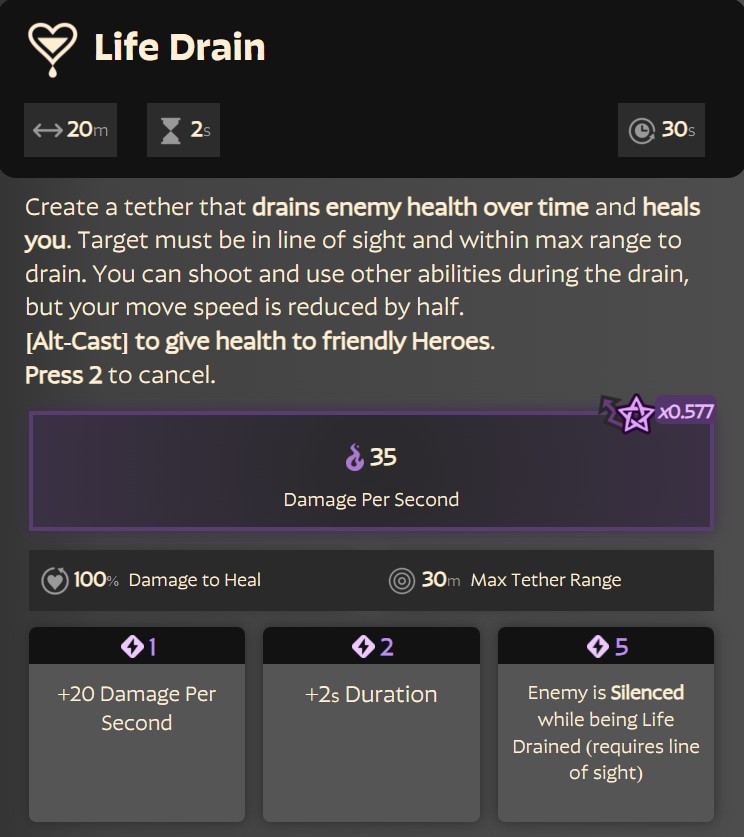 Life Drain
20m
2s
30s
Create a tether that drains enemy health over time and heals
you. Target must be in line of sight and within max range to
drain. You can shoot and use other abilities during the drain,
but your move speed is reduced by half.
[Alt-Cast] to give health to friendly Heroes.
Press 2 to cancel.
x0.577
35
Damage Per Second
100% Damage to Heal
30m Max Tether Range
1
+20 Damage Per
Second
2
+2s Duration
5
Enemy is Silenced
while being Life
Drained (requires line
of sight)